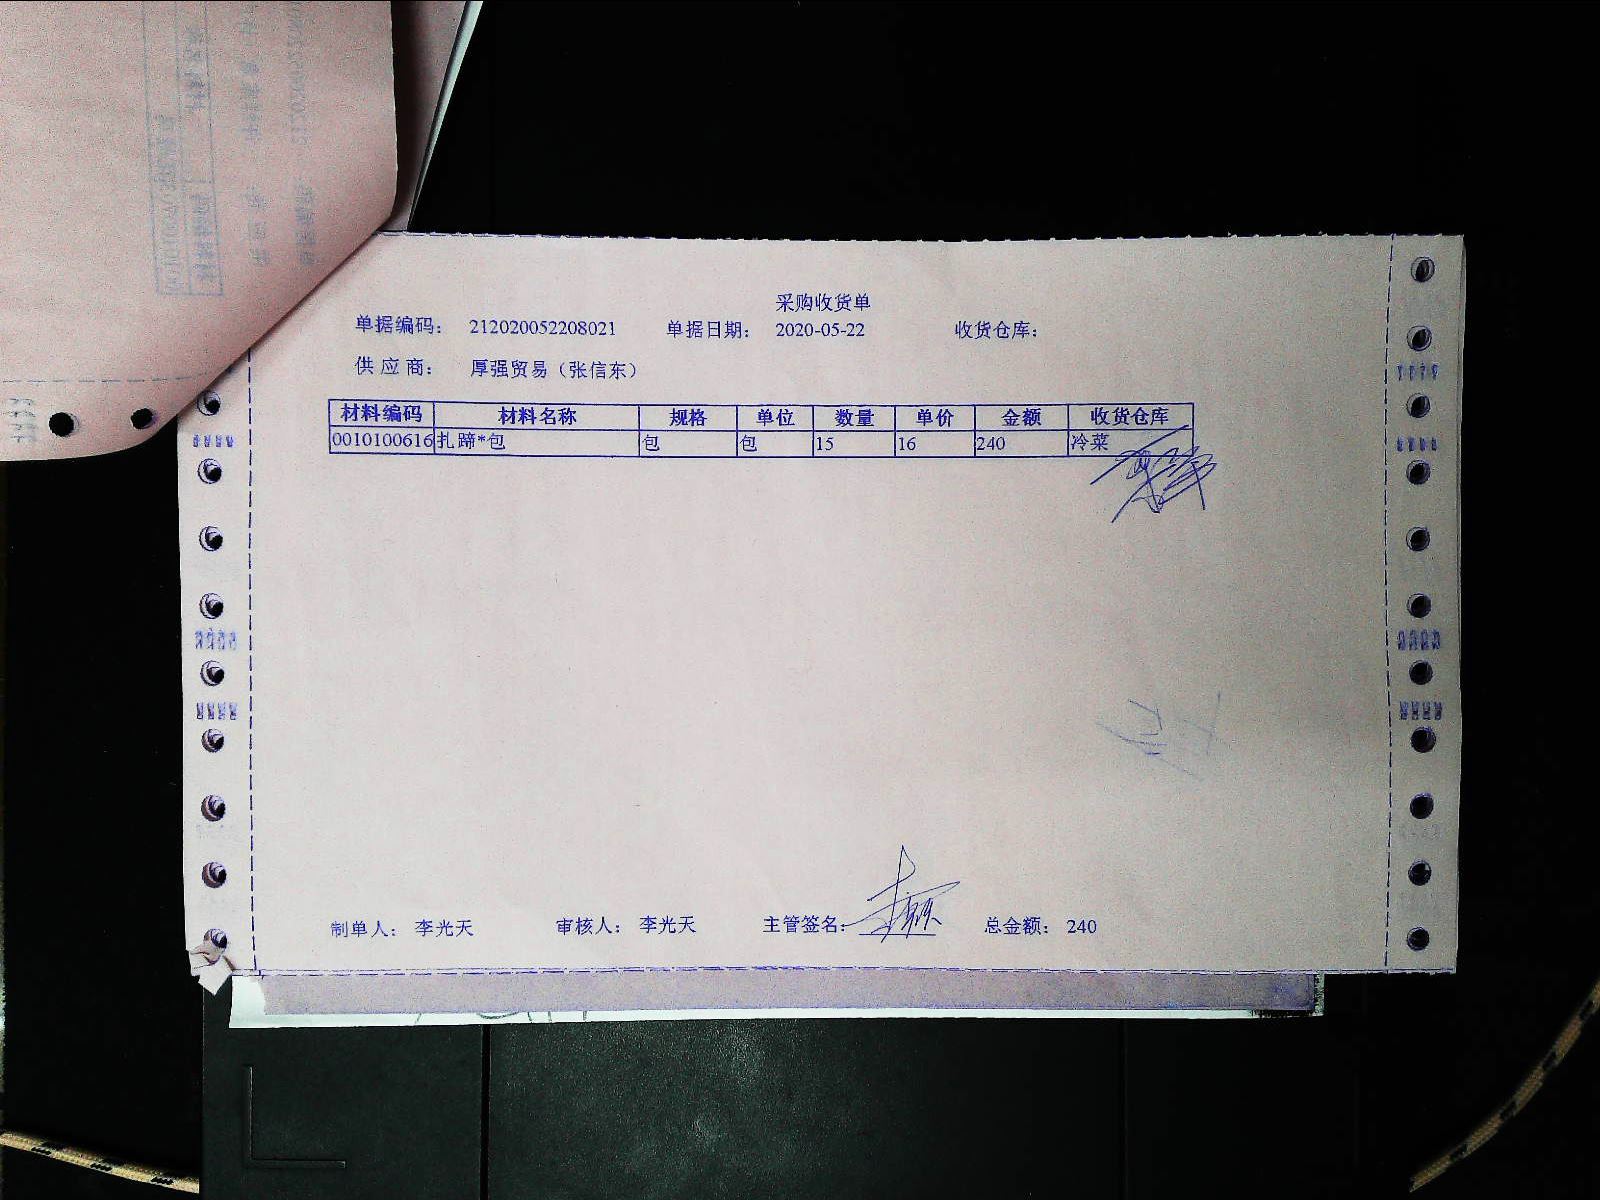 采购收货单
单据编码： 212020052208021 单据日期： 2020-05-22 收货仓库：
供应商： 厚强贸易（张信东）
材料编码 材料名称 规格 单位 数量 单价 金额 收货仓库
0010100616 扎蹄*包 包 包 15 16 240 冷菜
制单人： 李光天 审核人： 李光天 主管签名： 总金额： 240